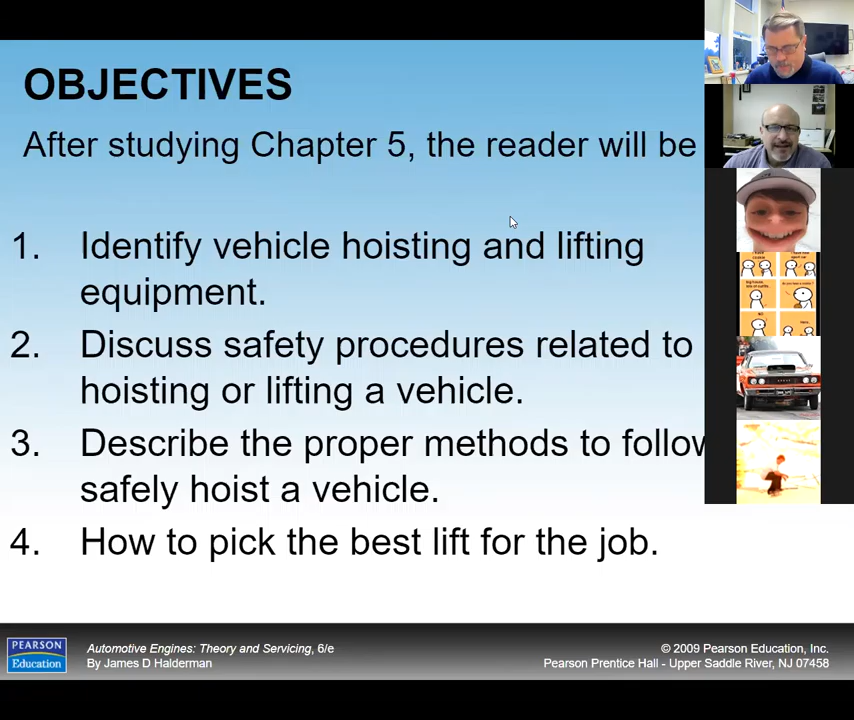 OBJECTIVES
After studying Chapter 5, the reader will be
1. Identify vehicle hoisting and lifting
equipment.
2. Discuss safety procedures related to
hoisting or lifting a vehicle.
3. Describe the proper methods to follow
safely hoist a vehicle.
4. How to pick the best lift for the job.
PEARSON
Education
Automotive Engines: Theory and Servicing, 6/e
By James D Halderman
© 2009 Pearson Education, Inc.
Pearson Prentice Hall - Upper Saddle River, NJ 07458